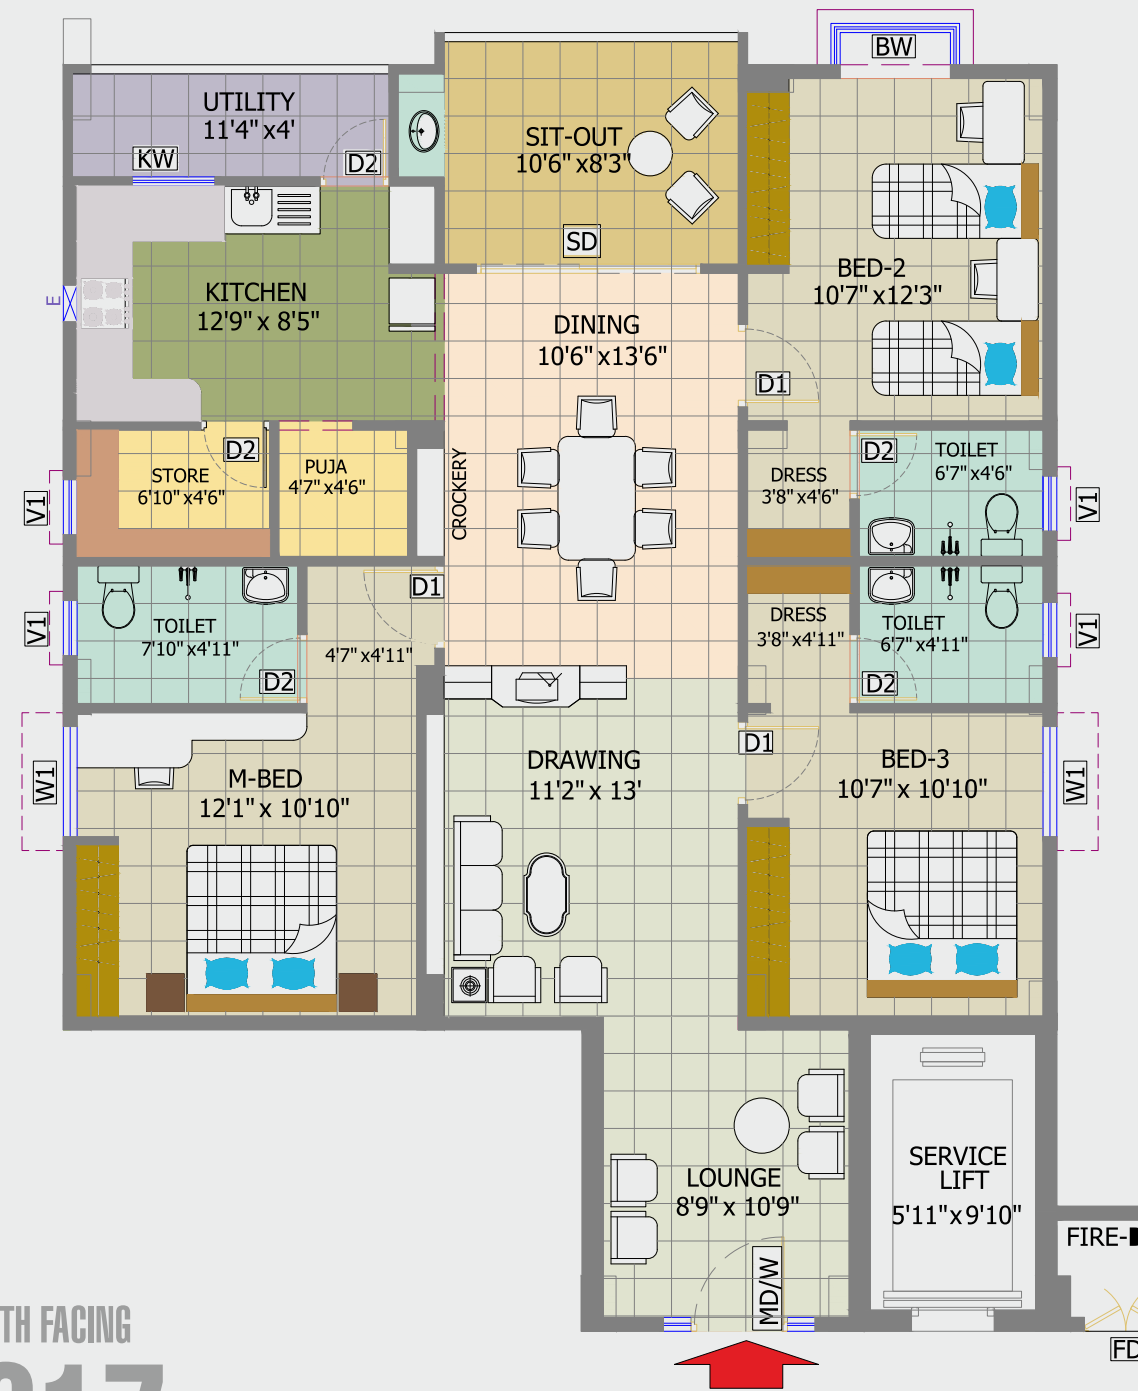 BW
UTILITY
11'4" x4'
KW
D2
SIT-OUT
10'6" x8'3"
SD
BED-2
10'7" x12'3"
E
KITCHEN
12'9" x 8'5"
DINING
10'6" x13'6"
D1
D2
STORE
6'10" x4'6"
PUJA
4'7" x4'6"
CROCKERY
DRESS
3'8" x4'6"
D2
TOILET
6'7" x4'6"
V1
V1
V1
TOILET
7'10" x4'11"
D2
D1
4'7" x4'11"
DRESS
3'8" x4'11"
TOILET
6'7" x4'11"
D2
V1
W1
M-BED
12'1" x 10'10"
DRAWING
11'2" x 13'
D1
BED-3
10'7" x 10'10"
W1
LOUNGE
8'9" x 10'9"
MD/W
SERVICE
LIFT
5'11" x 9'10"
FIRE-
FD
TH FACING